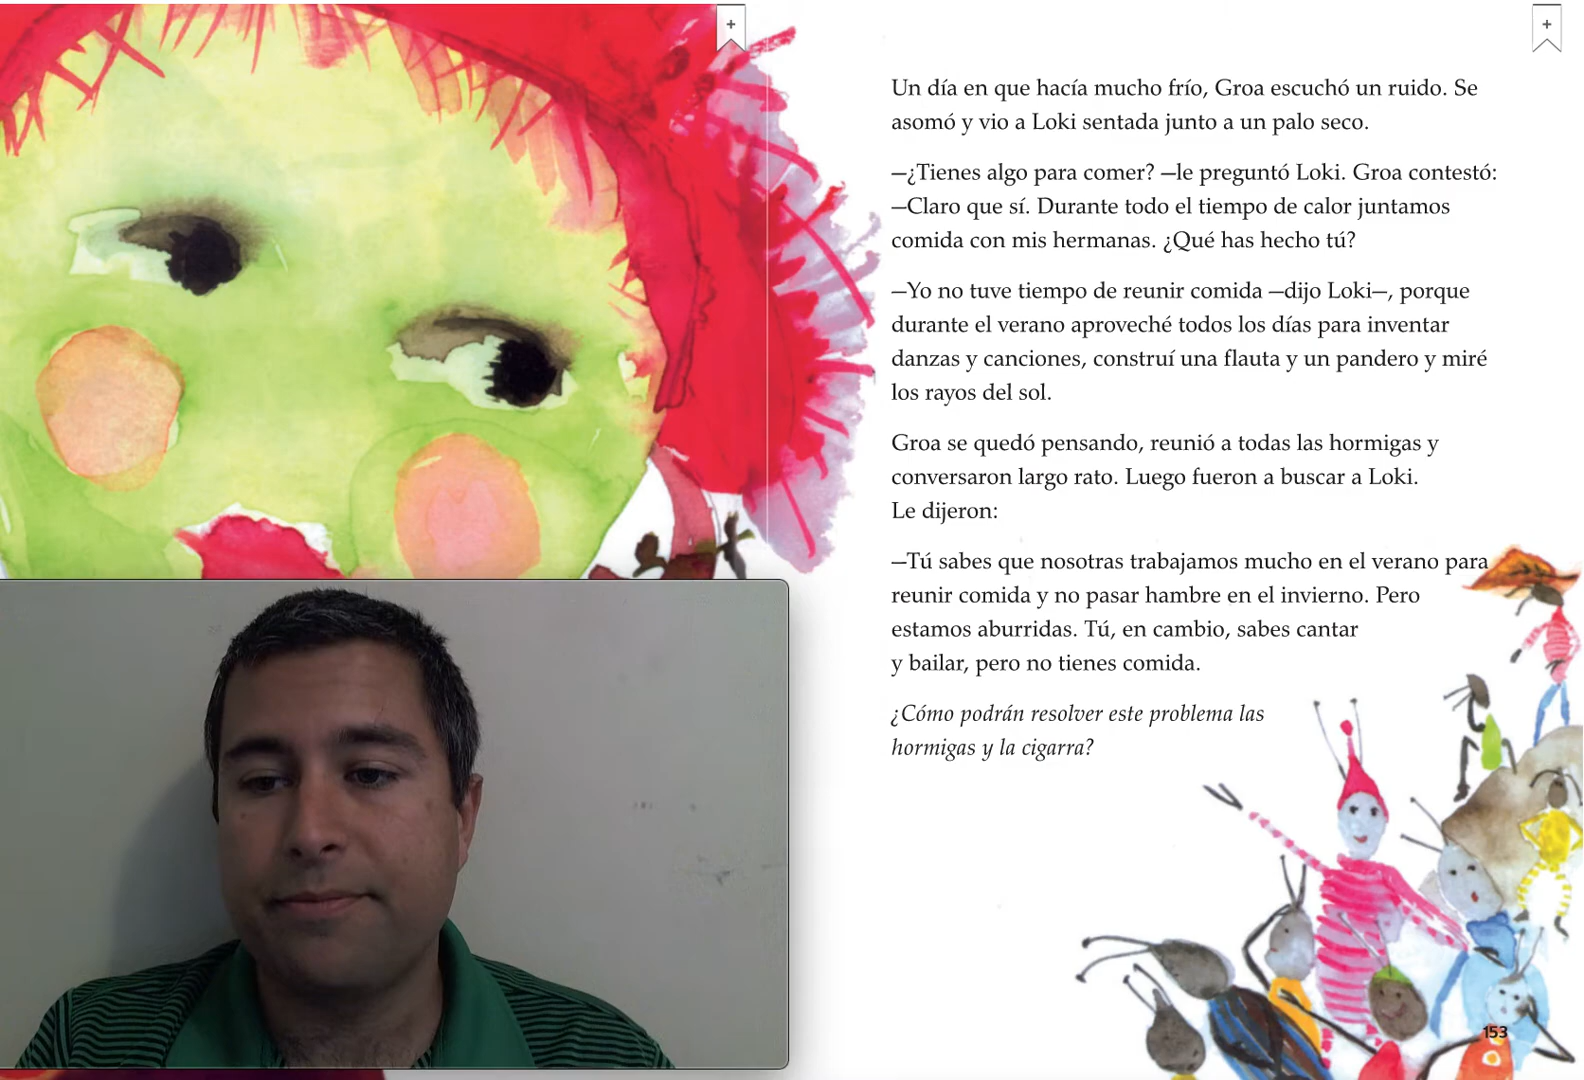 Un día en que hacía mucho frío, Groa escuchó un ruido. Se
asomó y vio a Loki sentada junto a un palo seco.
—¿Tienes algo para comer? —le preguntó Loki. Groa contestó:
—Claro que sí. Durante todo el tiempo de calor juntamos
comida con mis hermanas. ¿Qué has hecho tú?
—Yo no tuve tiempo de reunir comida —dijo Loki—, porque
durante el verano aproveché todos los días para inventar
danzas y canciones, construí una flauta y un pandero y miré
los rayos del sol.
Groa se quedó pensando, reunió a todas las hormigas y
conversaron largo rato. Luego fueron a buscar a Loki.
Le dijeron:
—Tú sabes que nosotras trabajamos mucho en el verano para
reunir comida y no pasar hambre en el invierno. Pero
estamos aburridas. Tú, en cambio, sabes cantar
y bailar, pero no tienes comida.
¿Cómo podrán resolver este problema las
hormigas y la cigarra?
153